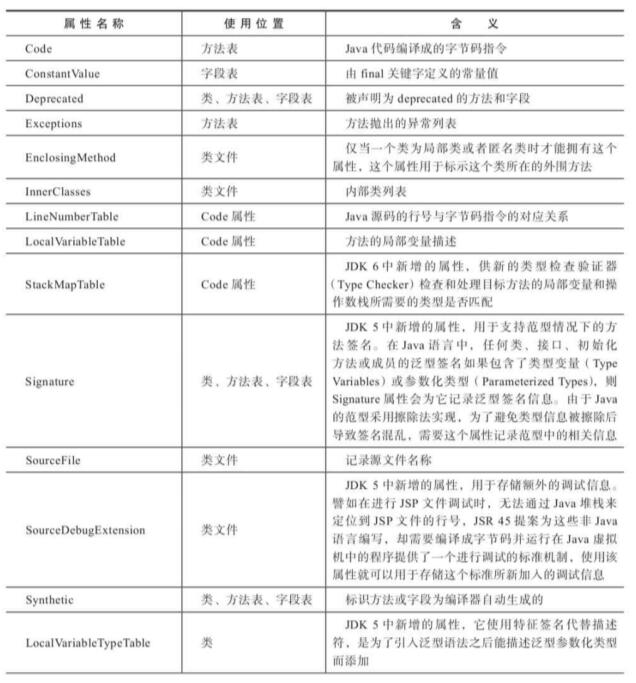 属性名称 使用位置 含 义
Code 方法表 Java 代码编译成的字节码指令
ConstantValue 字段表 由 final 关键字定义的常量值
Deprecated 类、方法表、字段表 被声明为 deprecated 的方法和字段
Exceptions 方法表 方法抛出的异常列表
EnclosingMethod 类文件 仅当一个类为局部类或者匿名类时才能拥有这个
属性，这个属性用于标示这个类所在的外围方法
InnerClasses 类文件 内部类列表
LineNumberTable Code 属性 Java 源码的行号与字节码指令的对应关系
LocalVariableTable Code 属性 方法的局部变量描述
StackMapTable Code 属性 JDK 6 中新增的属性，供新的类型检查验证器
（Type Checker）检查和处理目标方法的局部变量和操
作数栈所需要的类型是否匹配
Signature 类、方法表、字段表 JDK 5 中新增的属性，用于支持范型情况下的方
法签名。在 Java 语言中，任何类、接口、初始化
方法或成员的泛型签名如果包含了类型变量（Type
Variables）或参数化类型（Parameterized Types)，则
Signature 属性会为它记录泛型签名信息。由于 Java
的范型采用擦除法实现，为了避免类型信息被擦除后
导致签名混乱，需要这个属性记录范型中的相关信息
SourceFile 类文件 记录源文件名称
SourceDebugExtension 类文件 JDK 5 中新增的属性，用于存储额外的调试信息。
譬如在进行 JSP 文件调试时，无法通过 Java 堆栈来
定位到 JSP 文件的行号，JSR 45 提案为这些非 Java
语言编写，却需要编译成字节码并运行在 Java 虚拟
机中的程序提供了一个进行调试的标准机制，使用该
属性就可以用于存储这个标准所新加入的调试信息
Synthetic 类、方法表、字段表 标识方法或字段为编译器自动生成的
LocalVariableTypeTable 类 JDK 5 中新增的属性，它使用特征签名代替描述
符，是为了引入泛型语法之后能描述泛型参数化类型
而添加